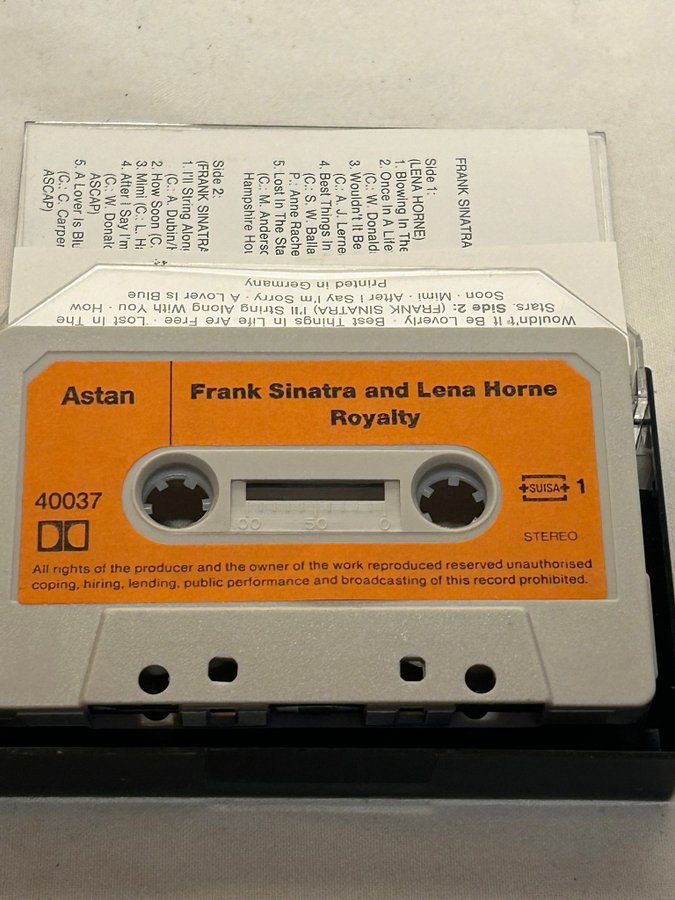 FRANK SINATRA
Side 1:
(LENA HORNE)
1. Blowing In The
2. Once In A Life
(C.: W. Donald
3. Wouldn't It Be
(C.: A. J. Lerne
4. Best Things In
(C.: S. W. Balla
P.: Anne Rache
5. Lost In The Sta
(C.: M. Anderso
Hampshire Hou
Side 2:
(FRANK SINATRA
1. I'll String Along
(C.: A. Dubin/H
2. How Soon (C.
3. Mimi (C.: L. Ha
4. After I Say I'm
(C.: W. Donald
ASCAP)
5. A Lover Is Blu
(C.: C. Carper
ASCAP)
Wouldn't It Be Loverly · Best Things In Life Are Free · Lost In The
Stars. Side 2: (FRANK SINATRA) I'll String Along With You · How
Soon · Mimi · After I Say I'm Sorry · A Lover Is Blue
Printed in Germany
Astan
Frank Sinatra and Lena Horne
Royalty
40037
+SUISA+ 1
100 50 0
STEREO
All rights of the producer and the owner of the work reproduced reserved unauthorised
coping, hiring, lending, public performance and broadcasting of this record prohibited.